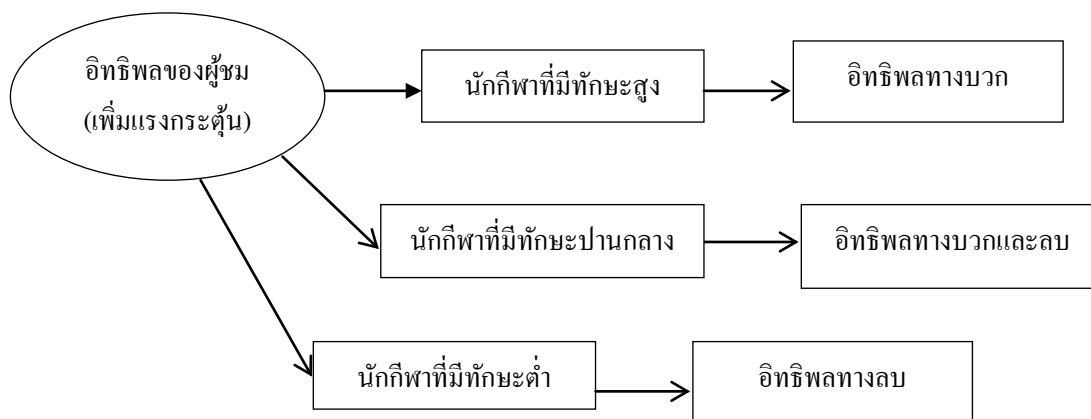 อิทธิพลของผู้ชม
(เพิ่มแรงกระตุ้น)
นักกีฬาที่มีทักษะสูง
อิทธิพลทางบวก
นักกีฬาที่มีทักษะปานกลาง
อิทธิพลทางบวกและลบ
นักกีฬาที่มีทักษะต่ำ
อิทธิพลทางลบ